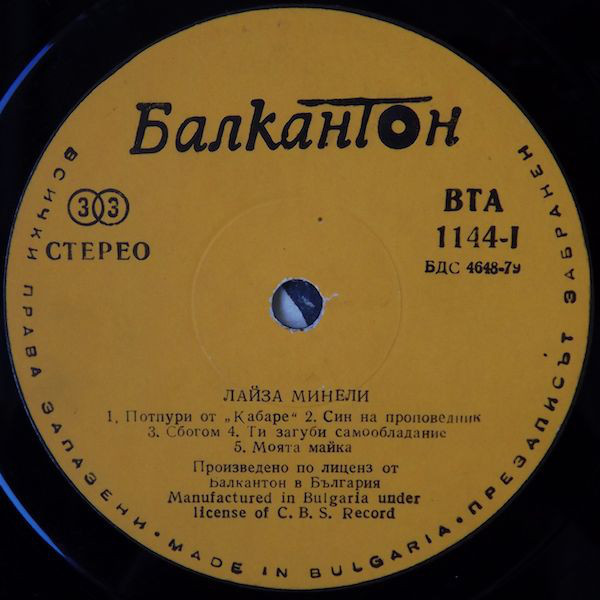 Балкантон
33
СТЕРЕО
ВТА
1144-I
БДС 4648-79
ЛАЙЗА МИНЕЛИ
1. Потпури от „Кабаре“ 2. Син на проповедник
3. Сбогом 4. Ти загуби самообладание
5. Моята майка
Произведено по лиценз от
Балкантон в България
Manufactured in Bulgaria under
license of C. B. S. Record
ВСИЧКИ ПРАВА ЗАПАЗЕНИ • MADE IN BULGARIA • ПРЕЗАПИСЪТ ЗАБРАНЕН